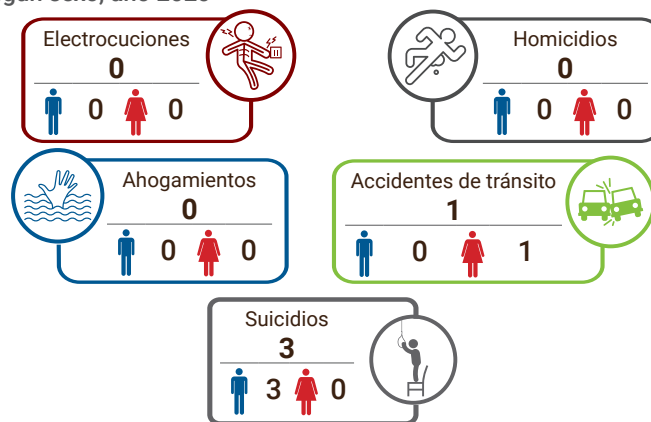 Electrocuciones
0
0 0
Homicidios
0
0 0
Ahogamientos
0
0 0
Accidentes de tránsito
1
0 1
Suicidios
3
3 0